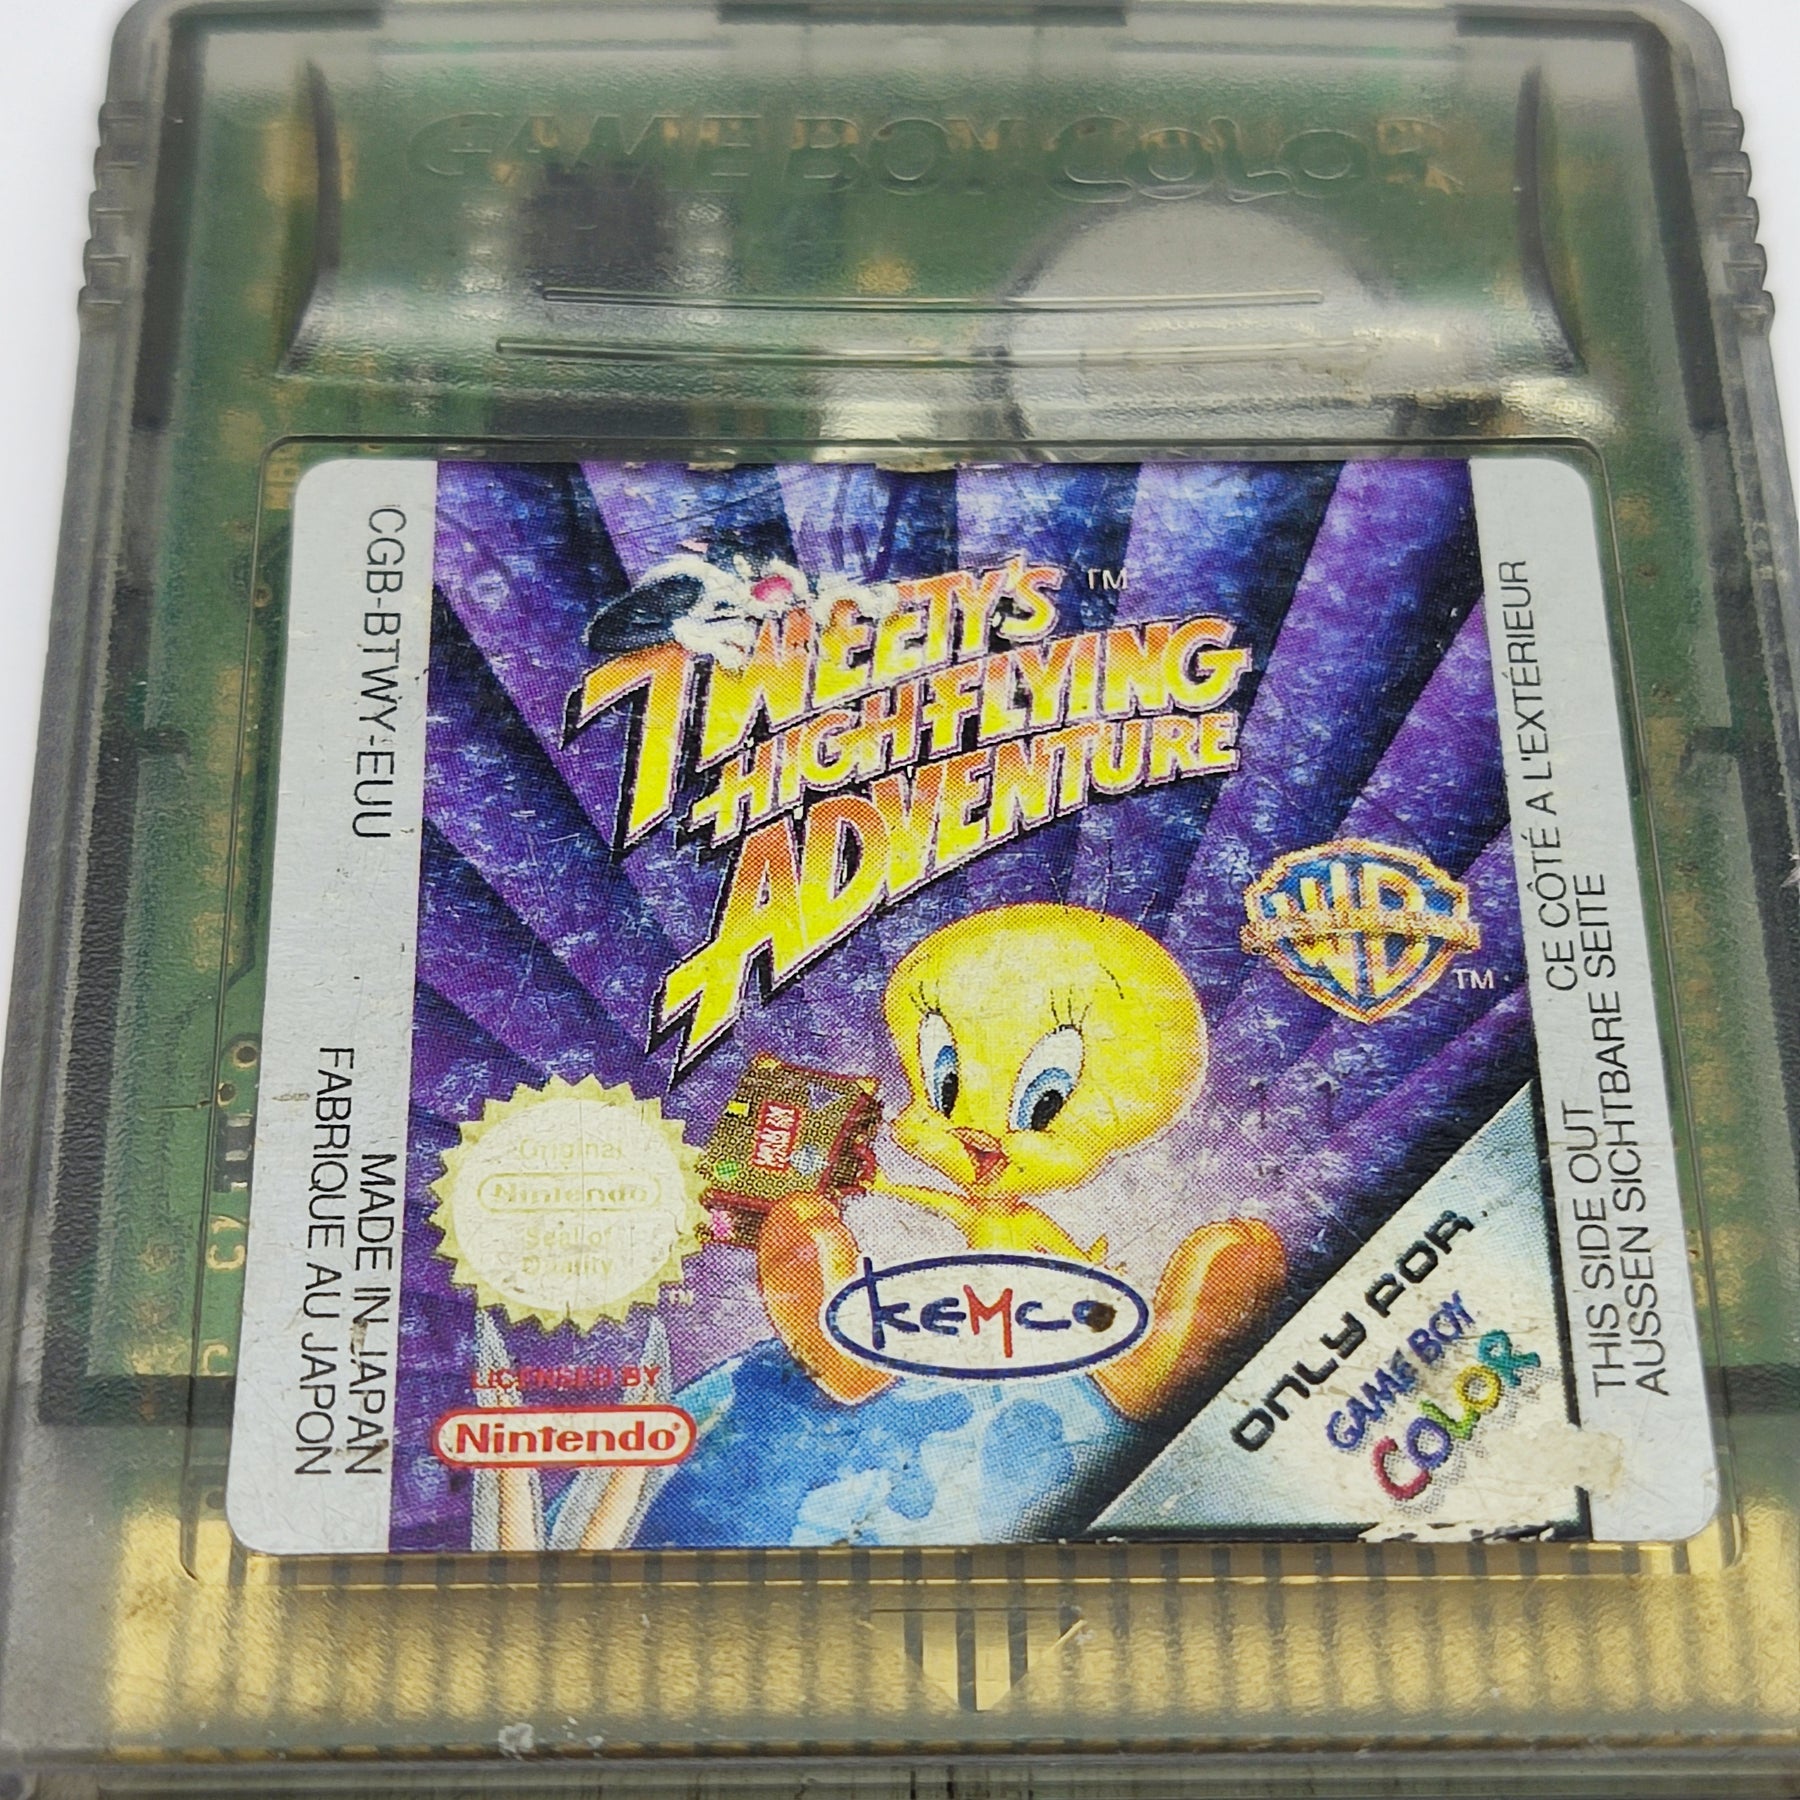 GAME BOY COLOR
CGB-BTWY-EUU
MADE IN JAPAN
FABRIQUE AU JAPON
TWEETY'S™
HIGH-FLYING
ADVENTURE
WB
TM
Original
Nintendo
Seal of
Quality
TM
KEMCO
LICENSED BY
Nintendo®
ONLY FOR
GAME BOY
COLOR
CE CÔTÉ A L'EXTÉRIEUR
THIS SIDE OUT
AUSSEN SICHTBARE SEITE